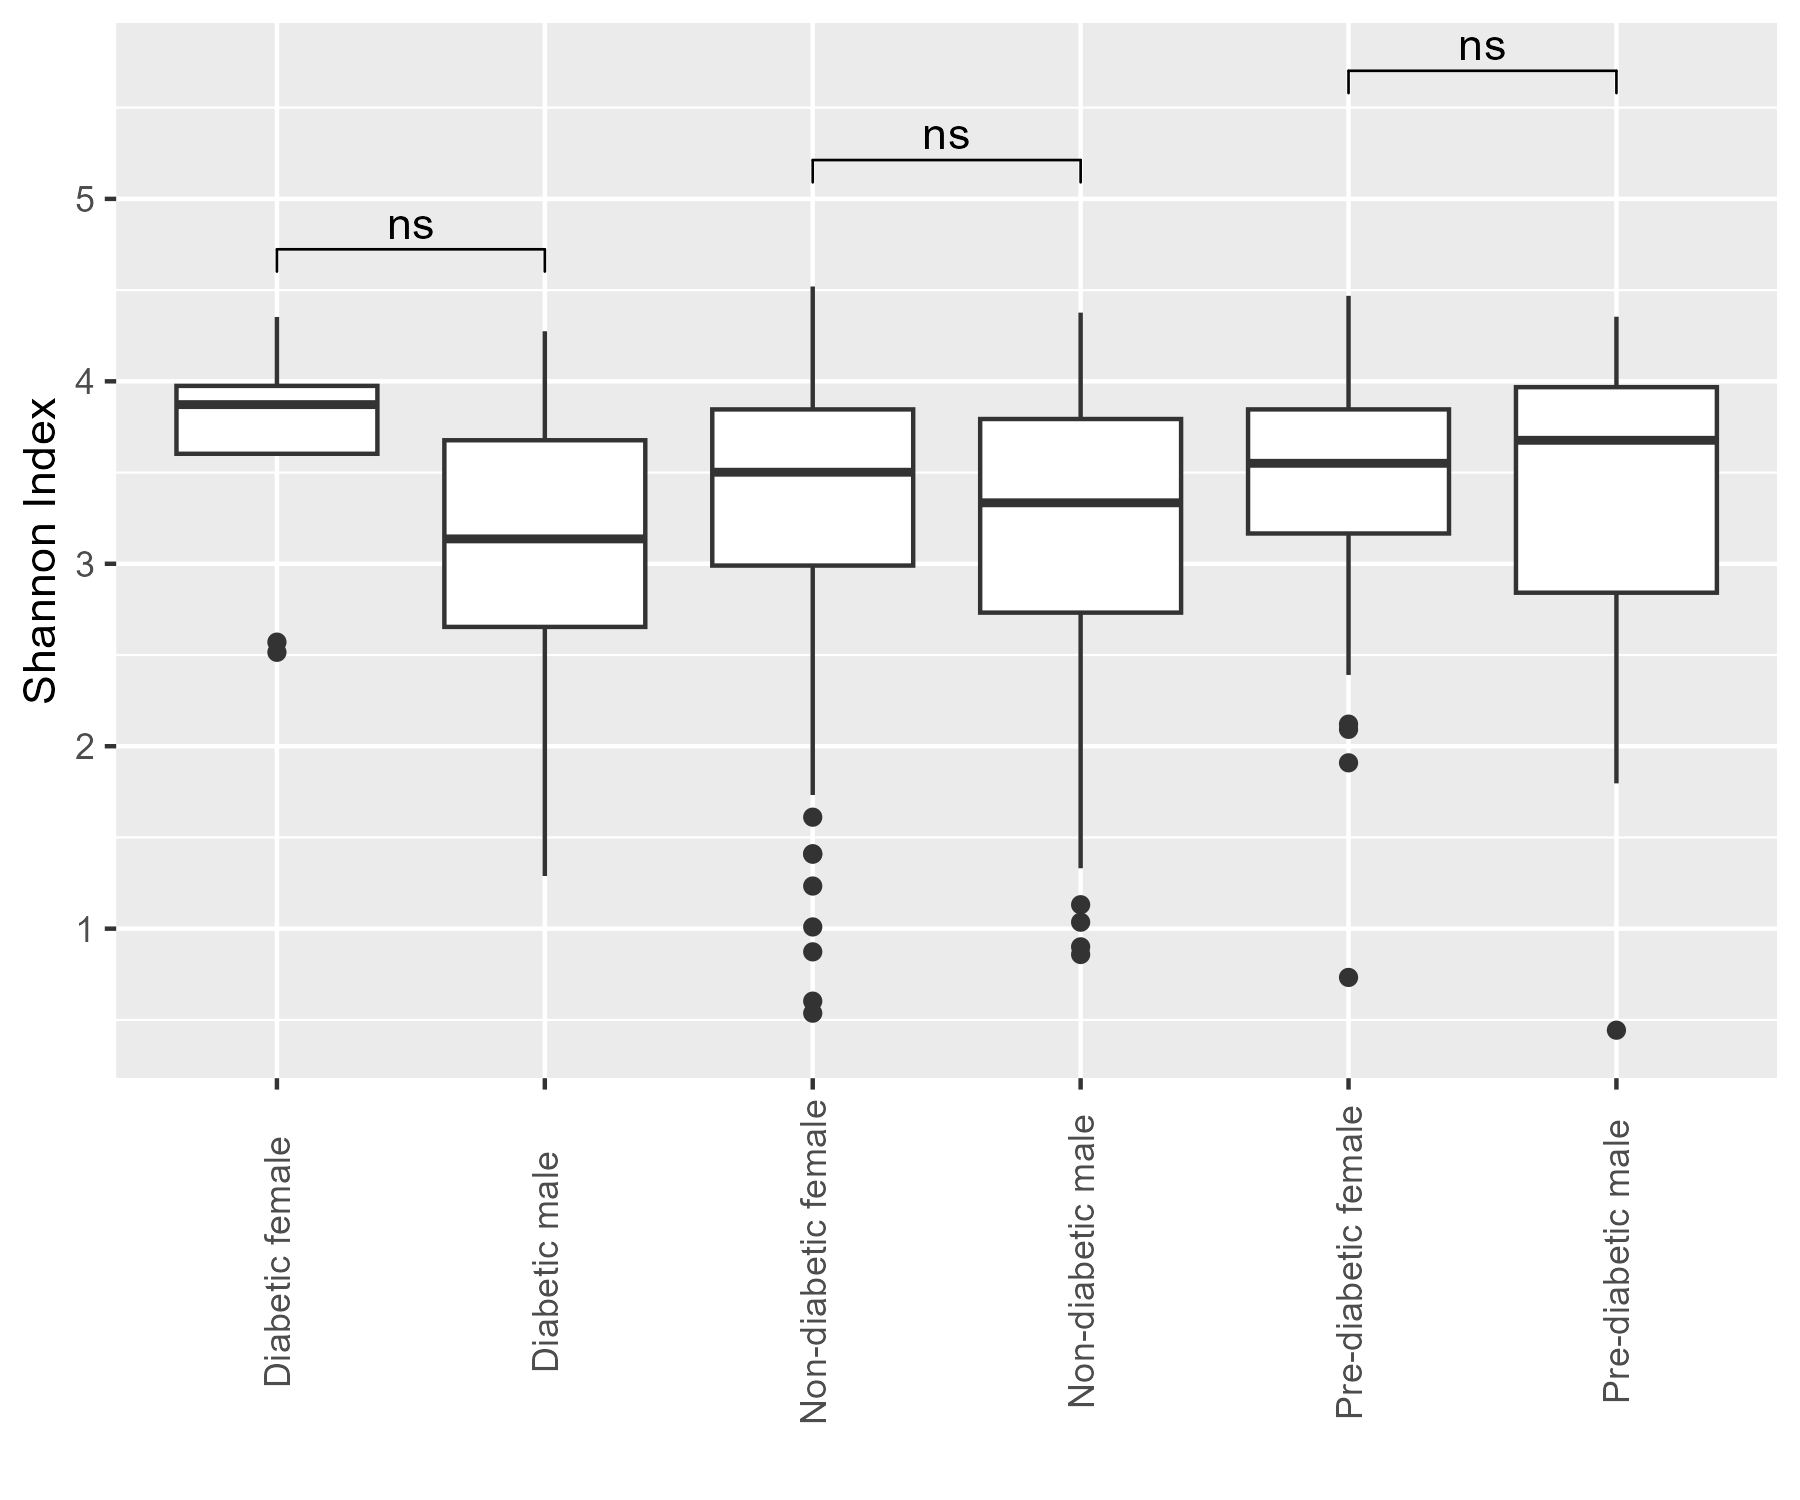 ns
ns
ns
5
4
3
2
1
Shannon Index
Diabetic female
Diabetic male
Non-diabetic female
Non-diabetic male
Pre-diabetic female
Pre-diabetic male